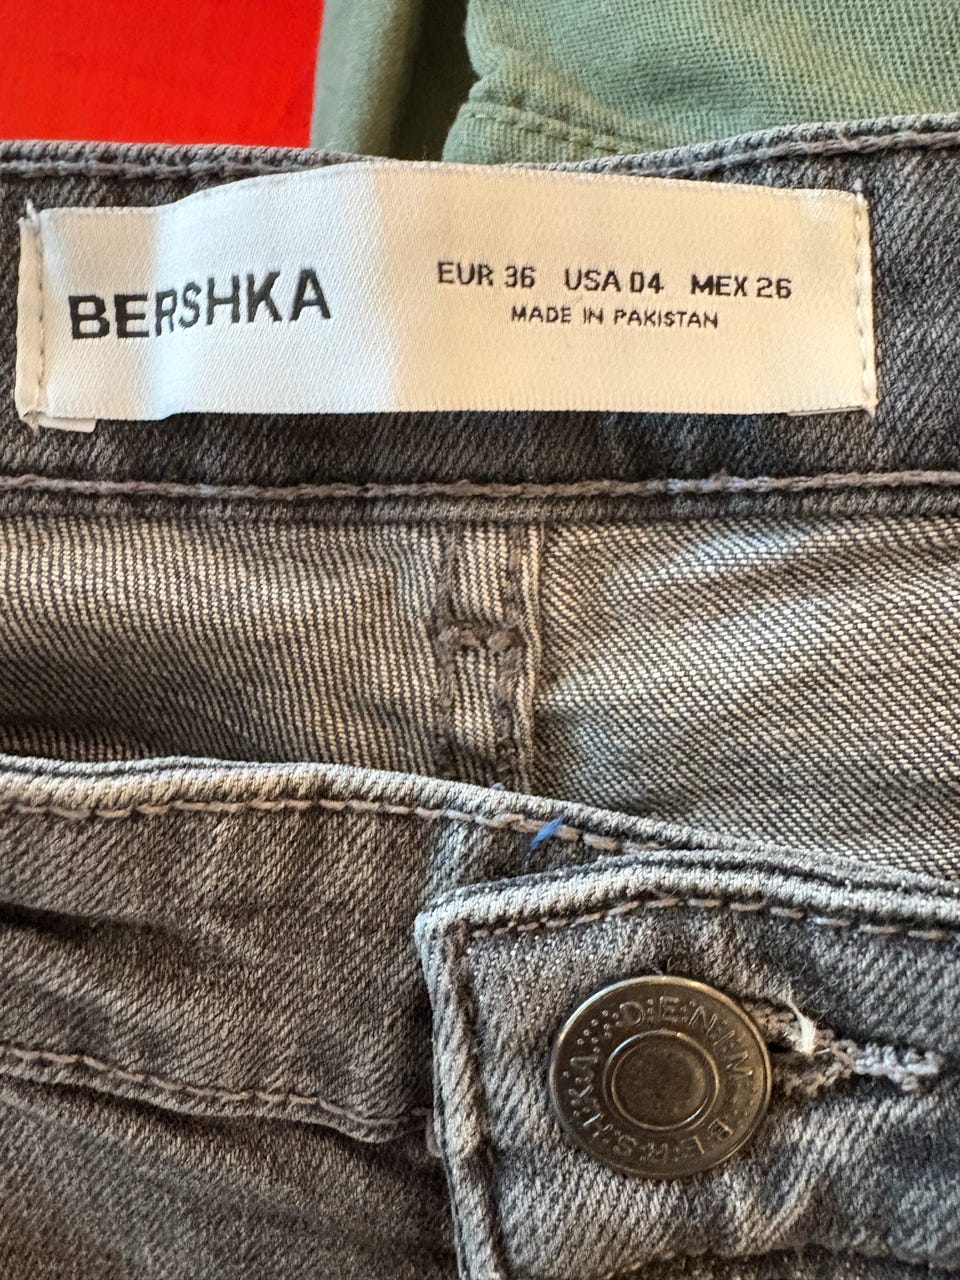 BERSHKA
EUR 36 USA 04 MEX 26
MADE IN PAKISTAN
BERSHKA DENIM